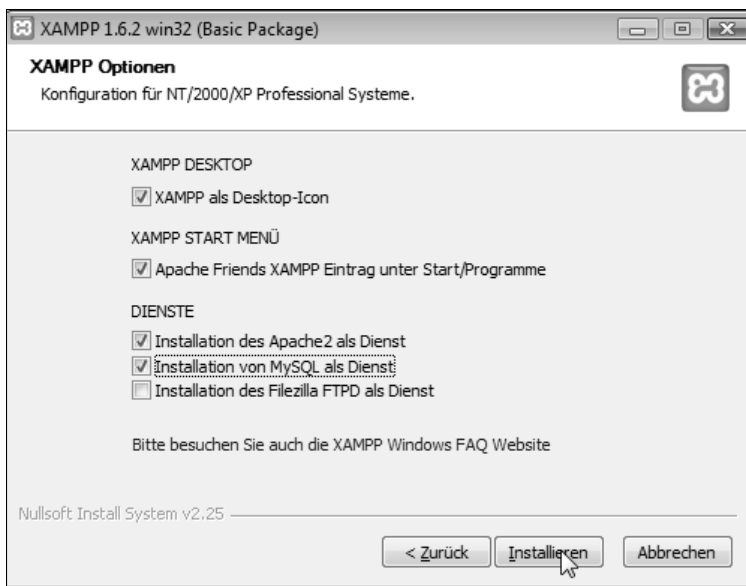 XAMPP 1.6.2 win32 (Basic Package)
XAMPP Optionen
Konfiguration für NT/2000/XP Professional Systeme.
XAMPP DESKTOP
XAMPP als Desktop-Icon
XAMPP START MENÜ
Apache Friends XAMPP Eintrag unter Start/Programme
DIENSTE
Installation des Apache2 als Dienst
Installation von MySQL als Dienst
Installation des Filezilla FTPD als Dienst
Bitte besuchen Sie auch die XAMPP Windows FAQ Website
Nullsoft Install System v2.25
< Zurück Installieren Abbrechen